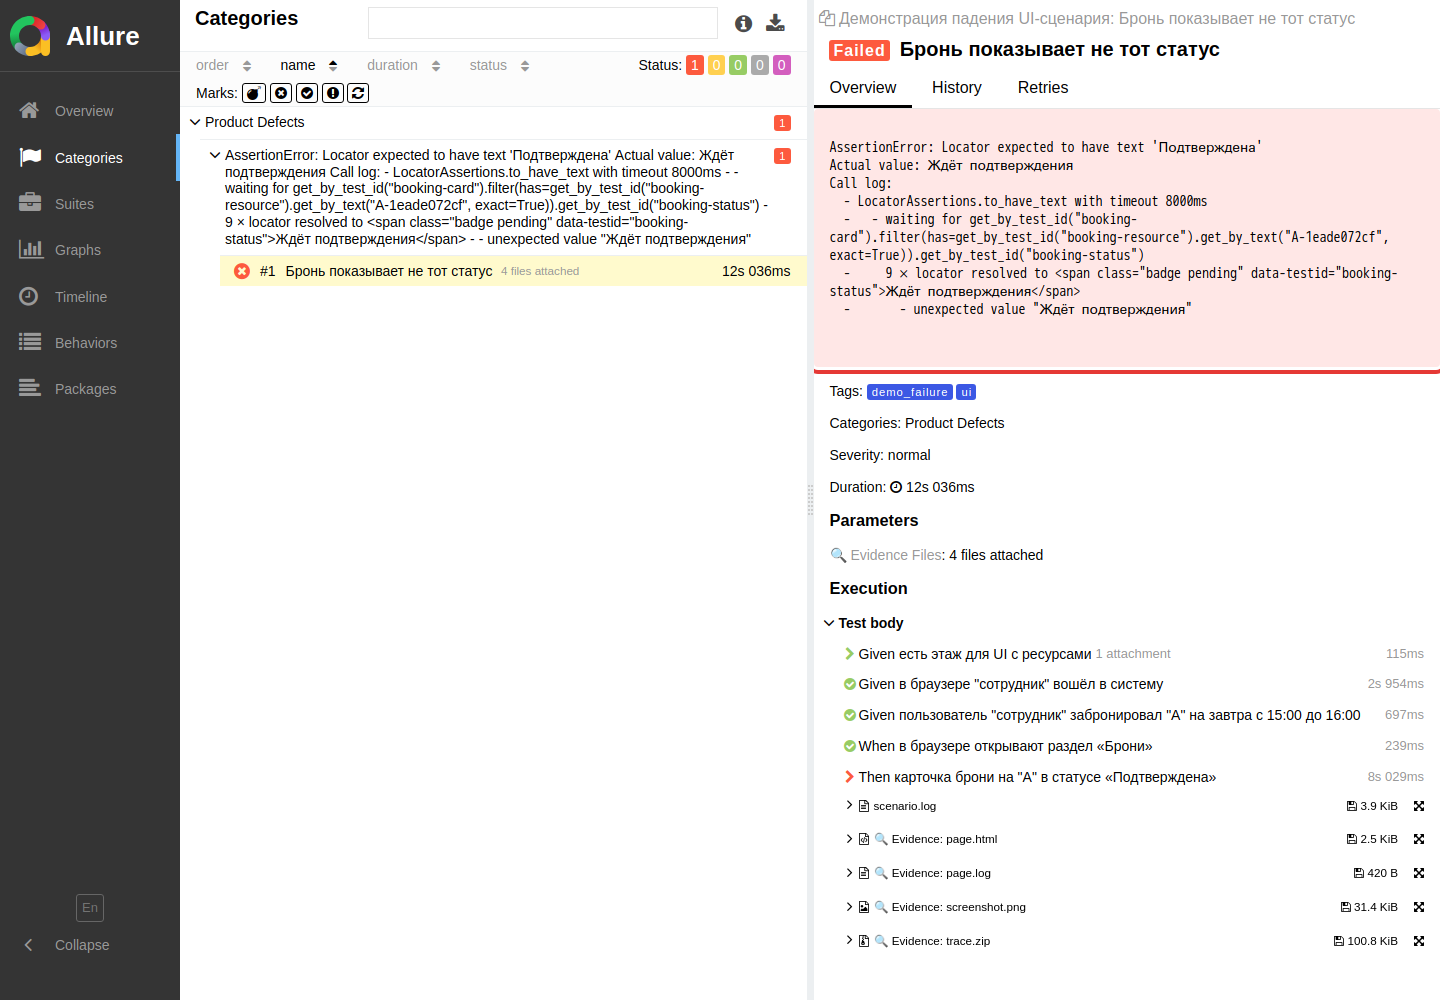 Allure
Overview
Categories
Suites
Graphs
Timeline
Behaviors
Packages
En
Collapse
Categories
order name duration status Status: 1 0 0 0 0
Marks:
Product Defects 1
AssertionError: Locator expected to have text 'Подтверждена' Actual value: Ждёт 1
подтверждения Call log: - LocatorAssertions.to_have_text with timeout 8000ms - -
waiting for get_by_test_id("booking-card").filter(has=get_by_test_id("booking-
resource").get_by_text("A-1eade072cf", exact=True)).get_by_test_id("booking-status") -
9 × locator resolved to <span class="badge pending" data-testid="booking-
status">Ждёт подтверждения</span> - - unexpected value "Ждёт подтверждения"
#1 Бронь показывает не тот статус 4 files attached 12s 036ms
Демонстрация падения UI-сценария: Бронь показывает не тот статус
Failed Бронь показывает не тот статус
Overview History Retries
AssertionError: Locator expected to have text 'Подтверждена'
Actual value: Ждёт подтверждения
Call log:
- LocatorAssertions.to_have_text with timeout 8000ms
- - waiting for get_by_test_id("booking-
card").filter(has=get_by_test_id("booking-resource").get_by_text("A-1eade072cf",
exact=True)).get_by_test_id("booking-status")
- 9 × locator resolved to <span class="badge pending" data-testid="booking-
status">Ждёт подтверждения</span>
- - unexpected value "Ждёт подтверждения"
Tags: demo_failure ui
Categories: Product Defects
Severity: normal
Duration: 12s 036ms
Parameters
🔍 Evidence Files: 4 files attached
Execution
Test body
Given есть этаж для UI с ресурсами 1 attachment 115ms
Given в браузере "сотрудник" вошёл в систему 2s 954ms
Given пользователь "сотрудник" забронировал "A" на завтра с 15:00 до 16:00 697ms
When в браузере открывают раздел «Брони» 239ms
Then карточка брони на "A" в статусе «Подтверждена» 8s 029ms
scenario.log 3.9 KiB
🔍 Evidence: page.html 2.5 KiB
🔍 Evidence: page.log 420 B
🔍 Evidence: screenshot.png 31.4 KiB
🔍 Evidence: trace.zip 100.8 KiB